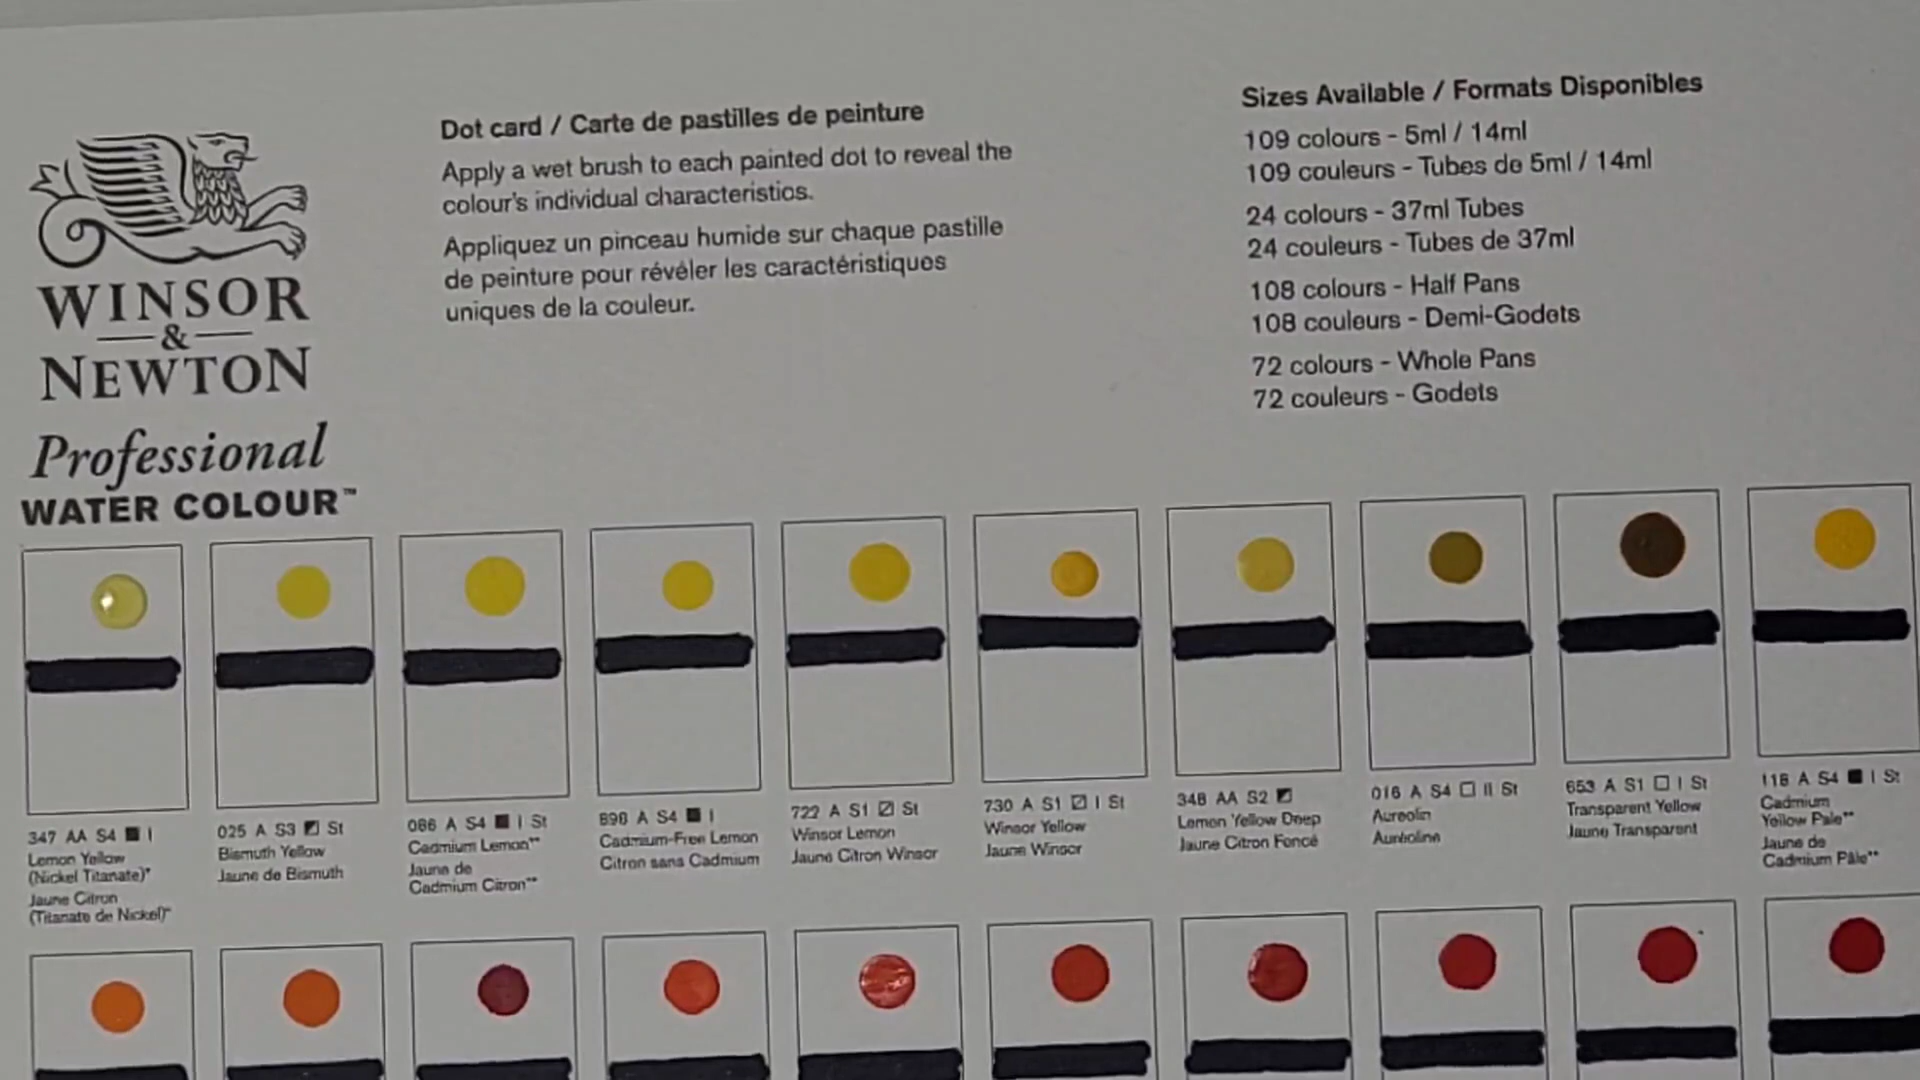 WINSOR
&
NEWTON
Professional
WATER COLOUR™
Dot card / Carte de pastilles de peinture
Apply a wet brush to each painted dot to reveal the
colour's individual characteristics.
Appliquez un pinceau humide sur chaque pastille
de peinture pour révéler les caractéristiques
uniques de la couleur.
Sizes Available / Formats Disponibles
109 colours - 5ml / 14ml
109 couleurs - Tubes de 5ml / 14ml
24 colours - 37ml Tubes
24 couleurs - Tubes de 37ml
108 colours - Half Pans
108 couleurs - Demi-Godets
72 colours - Whole Pans
72 couleurs - Godets
347 AA S4 I
Lemon Yellow
(Nickel Titanate)*
Jaune Citron
(Titanate de Nickel)*
025 A S3 St
Bismuth Yellow
Jaune de Bismuth
086 A S4 I St
Cadmium Lemon**
Jaune de
Cadmium Citron**
898 A S4 I
Cadmium-Free Lemon
Citron sans Cadmium
722 A S1 St
Winsor Lemon
Jaune Citron Winsor
730 A S1 I St
Winsor Yellow
Jaune Winsor
348 AA S2
Lemon Yellow Deep
Jaune Citron Foncé
016 A S4 II St
Aureolin
Auréoline
653 A S1 I St
Transparent Yellow
Jaune Transparent
118 A S4 I St
Cadmium
Yellow Pale**
Jaune de
Cadmium Pâle**